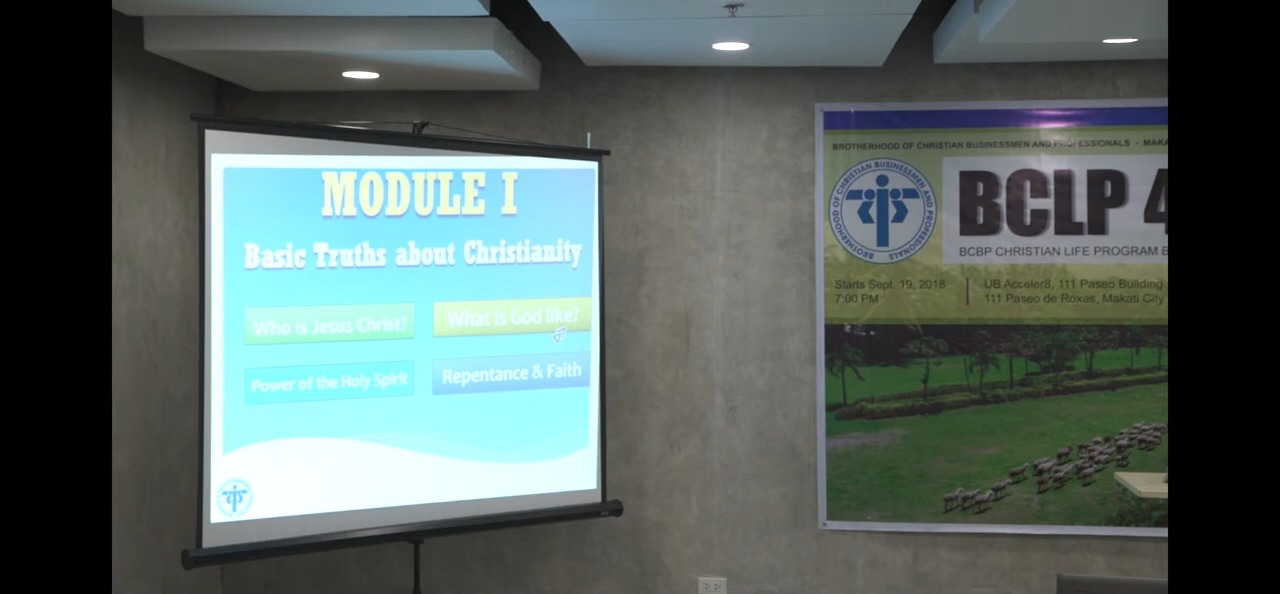 MODULE I
Basic Truths about Christianity
Who is Jesus Christ?
What is God like?
Power of the Holy Spirit
Repentance & Faith
BROTHERHOOD OF CHRISTIAN BUSINESSMEN AND PROFESSIONALS - MAKA
BROTHERHOOD OF CHRISTIAN BUSINESSMEN AND PROFESSIONALS
BCLP 4
BCBP CHRISTIAN LIFE PROGRAM B
Starts Sept. 19, 2018
7:00 PM
UB Acceler8, 111 Paseo Building
111 Paseo de Roxas, Makati City